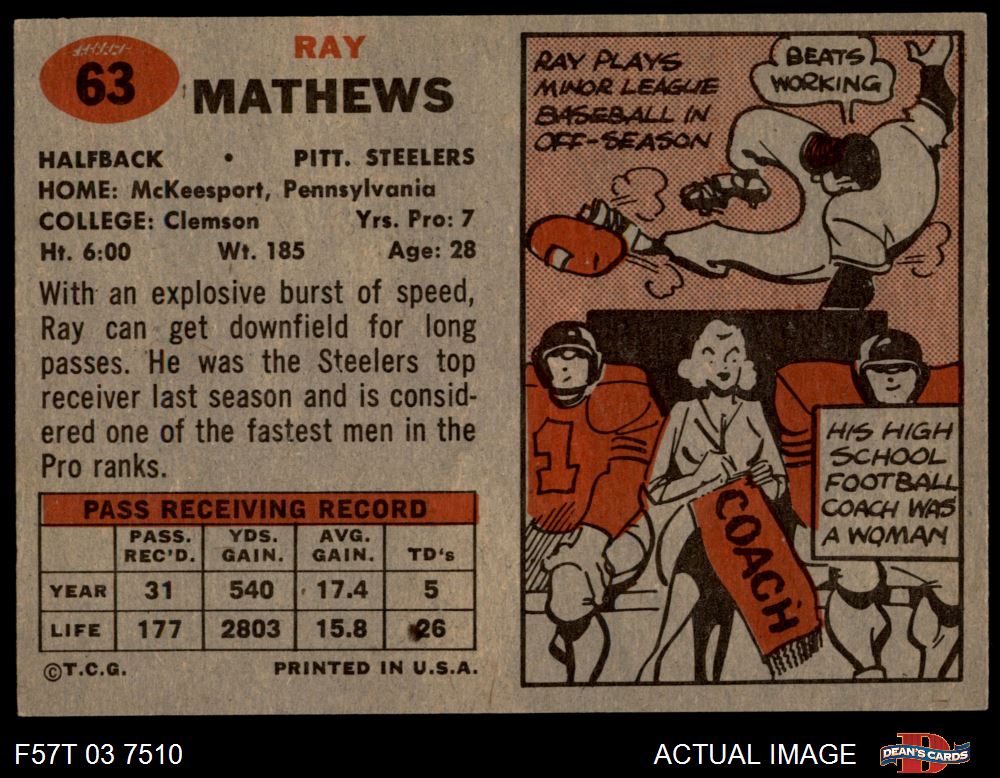 63
RAY
MATHEWS
HALFBACK • PITT. STEELERS
HOME: McKeesport, Pennsylvania
COLLEGE: Clemson Yrs. Pro: 7
Ht. 6:00 Wt. 185 Age: 28
With an explosive burst of speed,
Ray can get downfield for long
passes. He was the Steelers top
receiver last season and is consid-
ered one of the fastest men in the
Pro ranks.
PASS RECEIVING RECORD
PASS. REC'D. YDS. GAIN. AVG. GAIN. TD's
YEAR 31 540 17.4 5
LIFE 177 2803 15.8 26
©T.C.G. PRINTED IN U.S.A.
RAY PLAYS
MINOR LEAGUE
BASEBALL IN
OFF-SEASON
BEATS
WORKING
1
COACH
HIS HIGH
SCHOOL
FOOTBALL
COACH WAS
A WOMAN
F57T 03 7510
ACTUAL IMAGE
DEAN'S CARDS